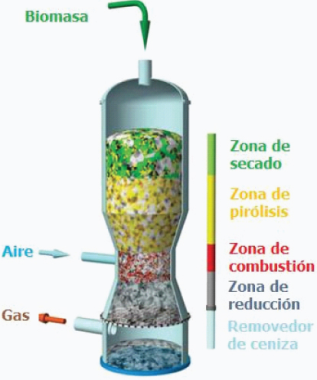 Biomasa
Zona de
secado
Zona de
pirólisis
Aire
Zona de
combustión
Zona de
reducción
Gas
Removedor
de ceniza